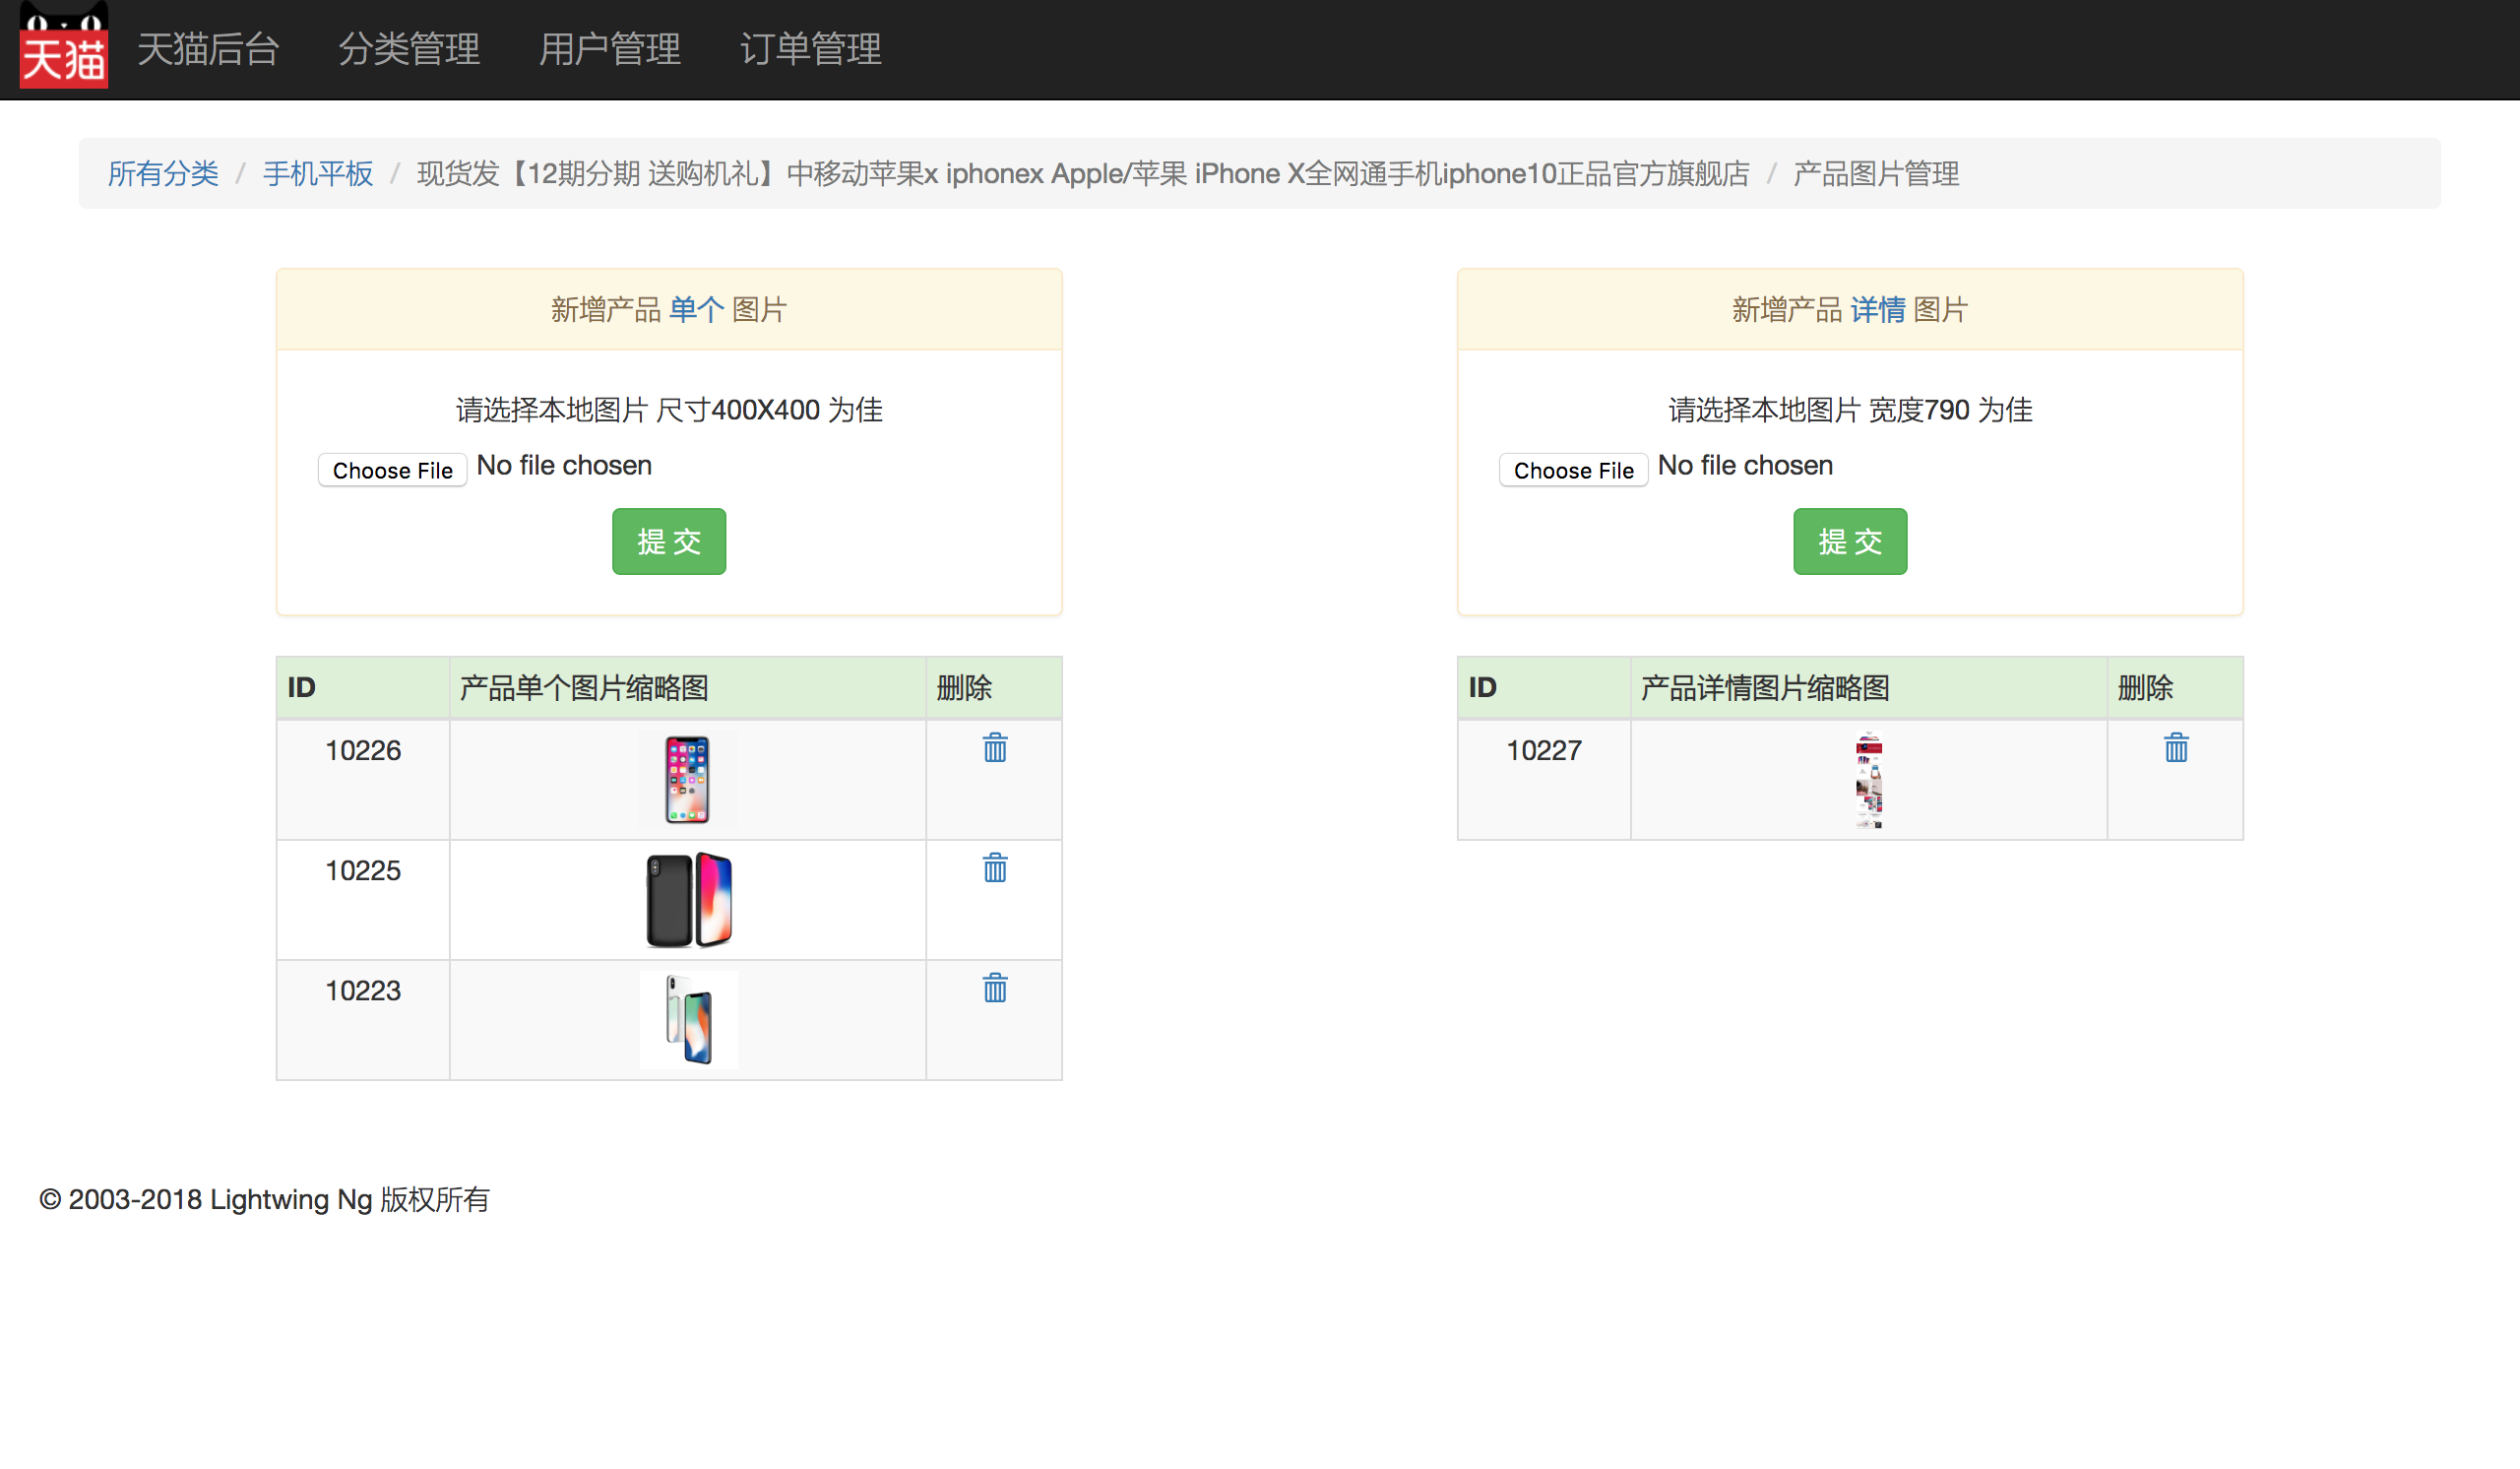 天猫 天猫后台 分类管理 用户管理 订单管理
所有分类 / 手机平板 / 现货发【12期分期 送购机礼】中移动苹果x iphonex Apple/苹果 iPhone X全网通手机iphone10正品官方旗舰店 / 产品图片管理
新增产品 单个 图片
请选择本地图片 尺寸400X400 为佳
Choose File No file chosen
提 交
ID 产品单个图片缩略图 删除
10226
10225
10223
新增产品 详情 图片
请选择本地图片 宽度790 为佳
Choose File No file chosen
提 交
ID 产品详情图片缩略图 删除
10227
© 2003-2018 Lightwing Ng 版权所有